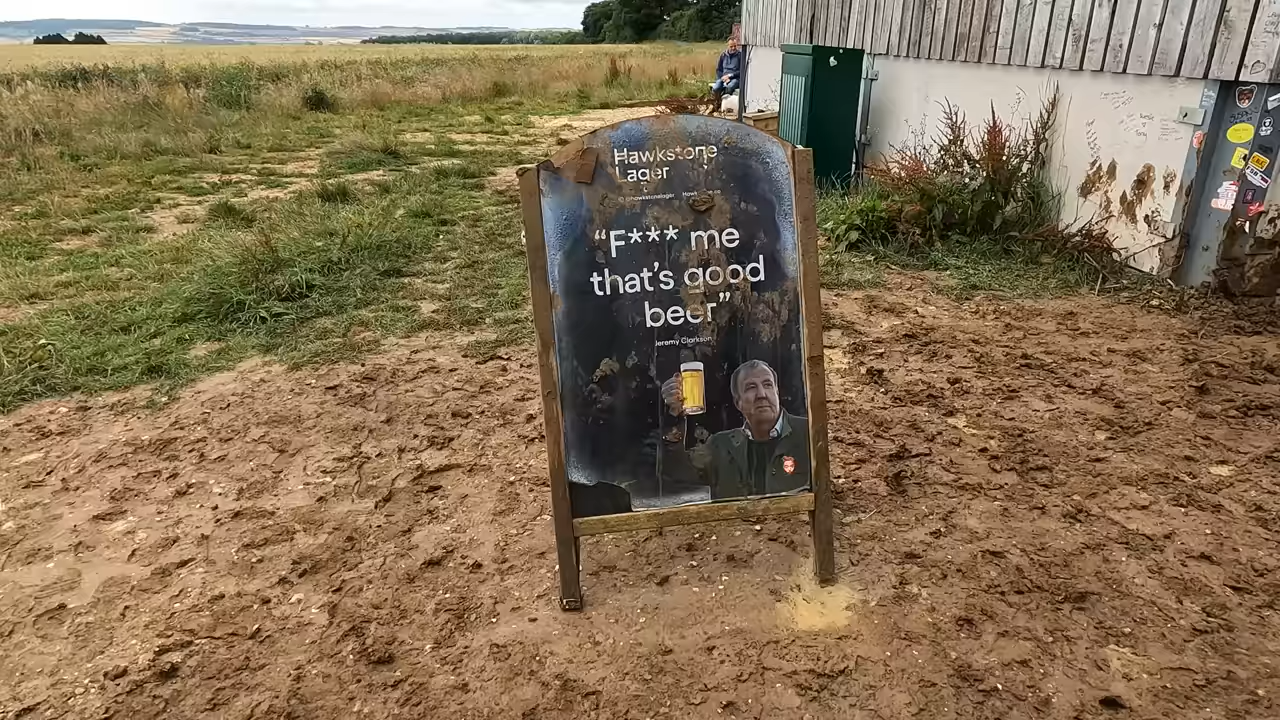 Hawkstone
Lager
@hawkstonelager
“F*** me
that’s good
beer”
Jeremy Clarkson